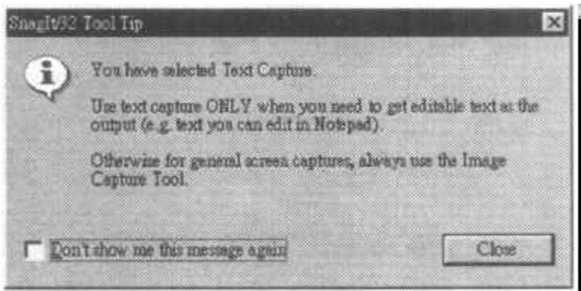 SnagIt/32 Tool Tip
You have selected Text Capture.
Use text capture ONLY when you need to get editable text as the
output (e.g. text you can edit in Notepad).
Otherwise for general screen captures, always use the Image
Capture Tool.
Don't show me this message again
Close